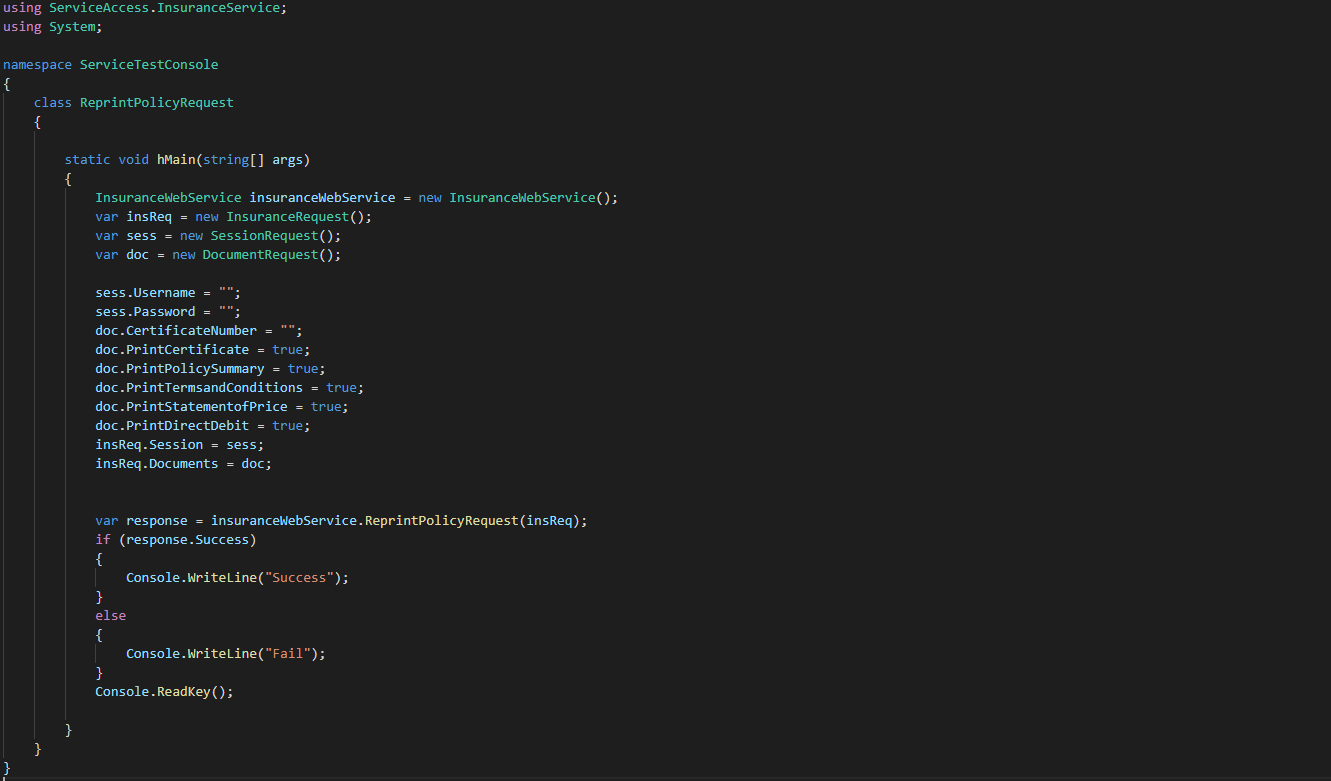 using ServiceAccess.InsuranceService;
using System;
namespace ServiceTestConsole
{
class ReprintPolicyRequest
{
static void hMain(string[] args)
{
InsuranceWebService insuranceWebService = new InsuranceWebService();
var insReq = new InsuranceRequest();
var sess = new SessionRequest();
var doc = new DocumentRequest();
sess.Username = "";
sess.Password = "";
doc.CertificateNumber = "";
doc.PrintCertificate = true;
doc.PrintPolicySummary = true;
doc.PrintTermsandConditions = true;
doc.PrintStatementofPrice = true;
doc.PrintDirectDebit = true;
insReq.Session = sess;
insReq.Documents = doc;
var response = insuranceWebService.ReprintPolicyRequest(insReq);
if (response.Success)
{
Console.WriteLine("Success");
}
else
{
Console.WriteLine("Fail");
}
Console.ReadKey();
}
}
}